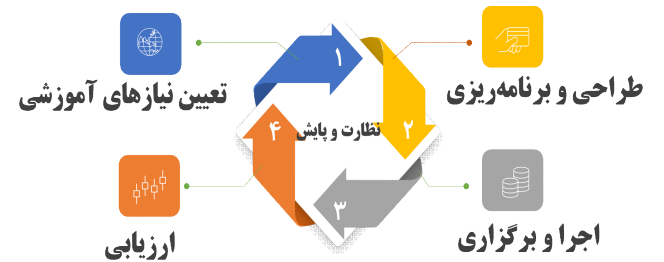 ۱
تعیین نیازهای آموزشی
۲
طراحی و برنامه‌ریزی
نظارت و پایش
۳
اجرا و برگزاری
۴
ارزیابی